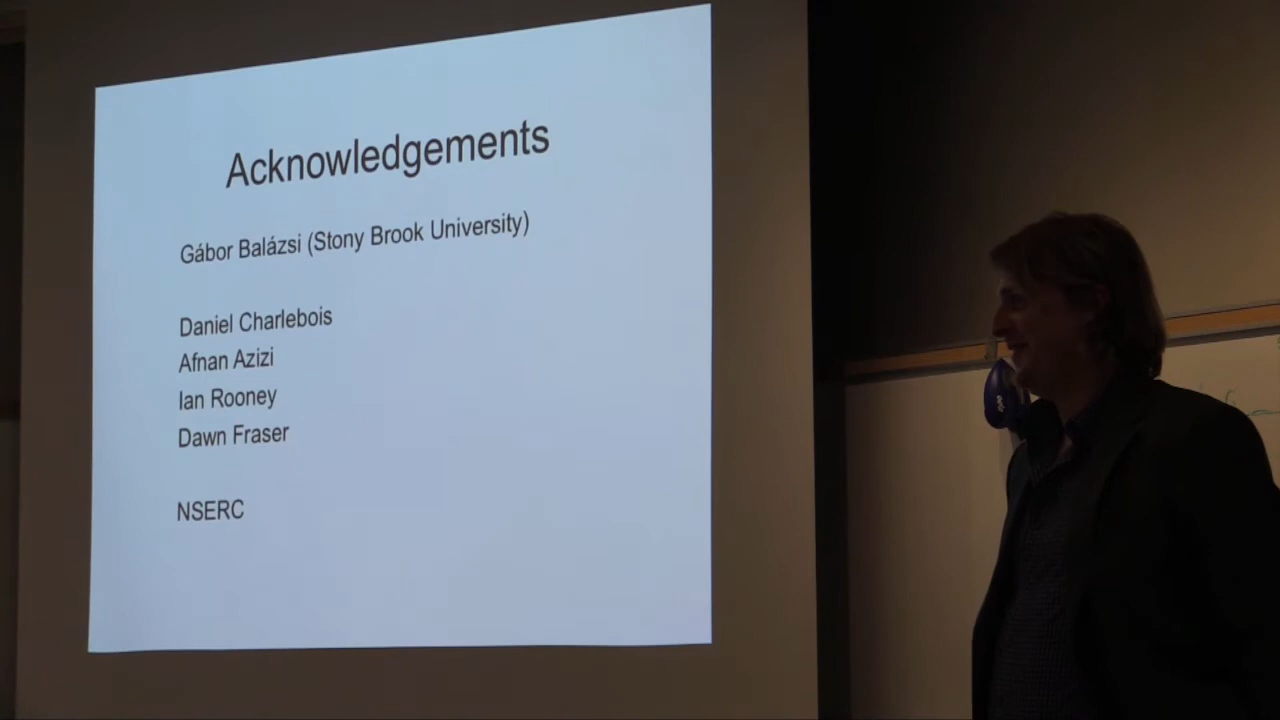 Acknowledgements
Gábor Balázsi (Stony Brook University)
Daniel Charlebois
Afnan Azizi
Ian Rooney
Dawn Fraser
NSERC